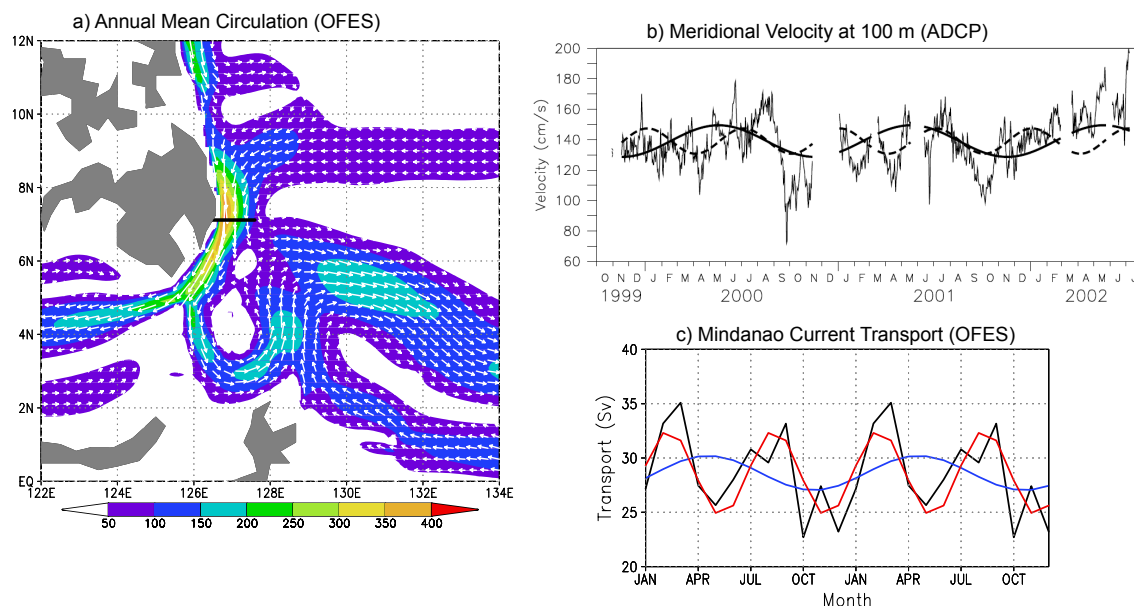 a) Annual Mean Circulation (OFES)
12N
10N
8N
6N
4N
2N
EQ
122E 124E 126E 128E 130E 132E 134E
50 100 150 200 250 300 350 400
b) Meridional Velocity at 100 m (ADCP)
Velocity (cm/s)
200
180
160
140
120
100
80
60
O N D J F M A M J J A S O N D J F M A M J J A S O N D J F M A M J J
1999 2000 2001 2002
c) Mindanao Current Transport (OFES)
Transport (Sv)
40
35
30
25
20
JAN APR JUL OCT JAN APR JUL OCT
Month